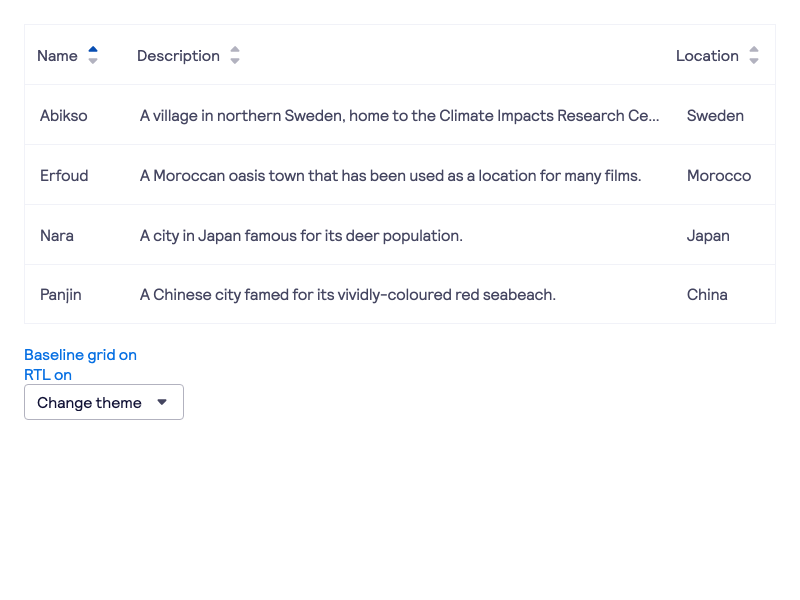 Name Description Location
Abikso A village in northern Sweden, home to the Climate Impacts Research Ce... Sweden
Erfoud A Moroccan oasis town that has been used as a location for many films. Morocco
Nara A city in Japan famous for its deer population. Japan
Panjin A Chinese city famed for its vividly-coloured red seabeach. China
Baseline grid on
RTL on
Change theme